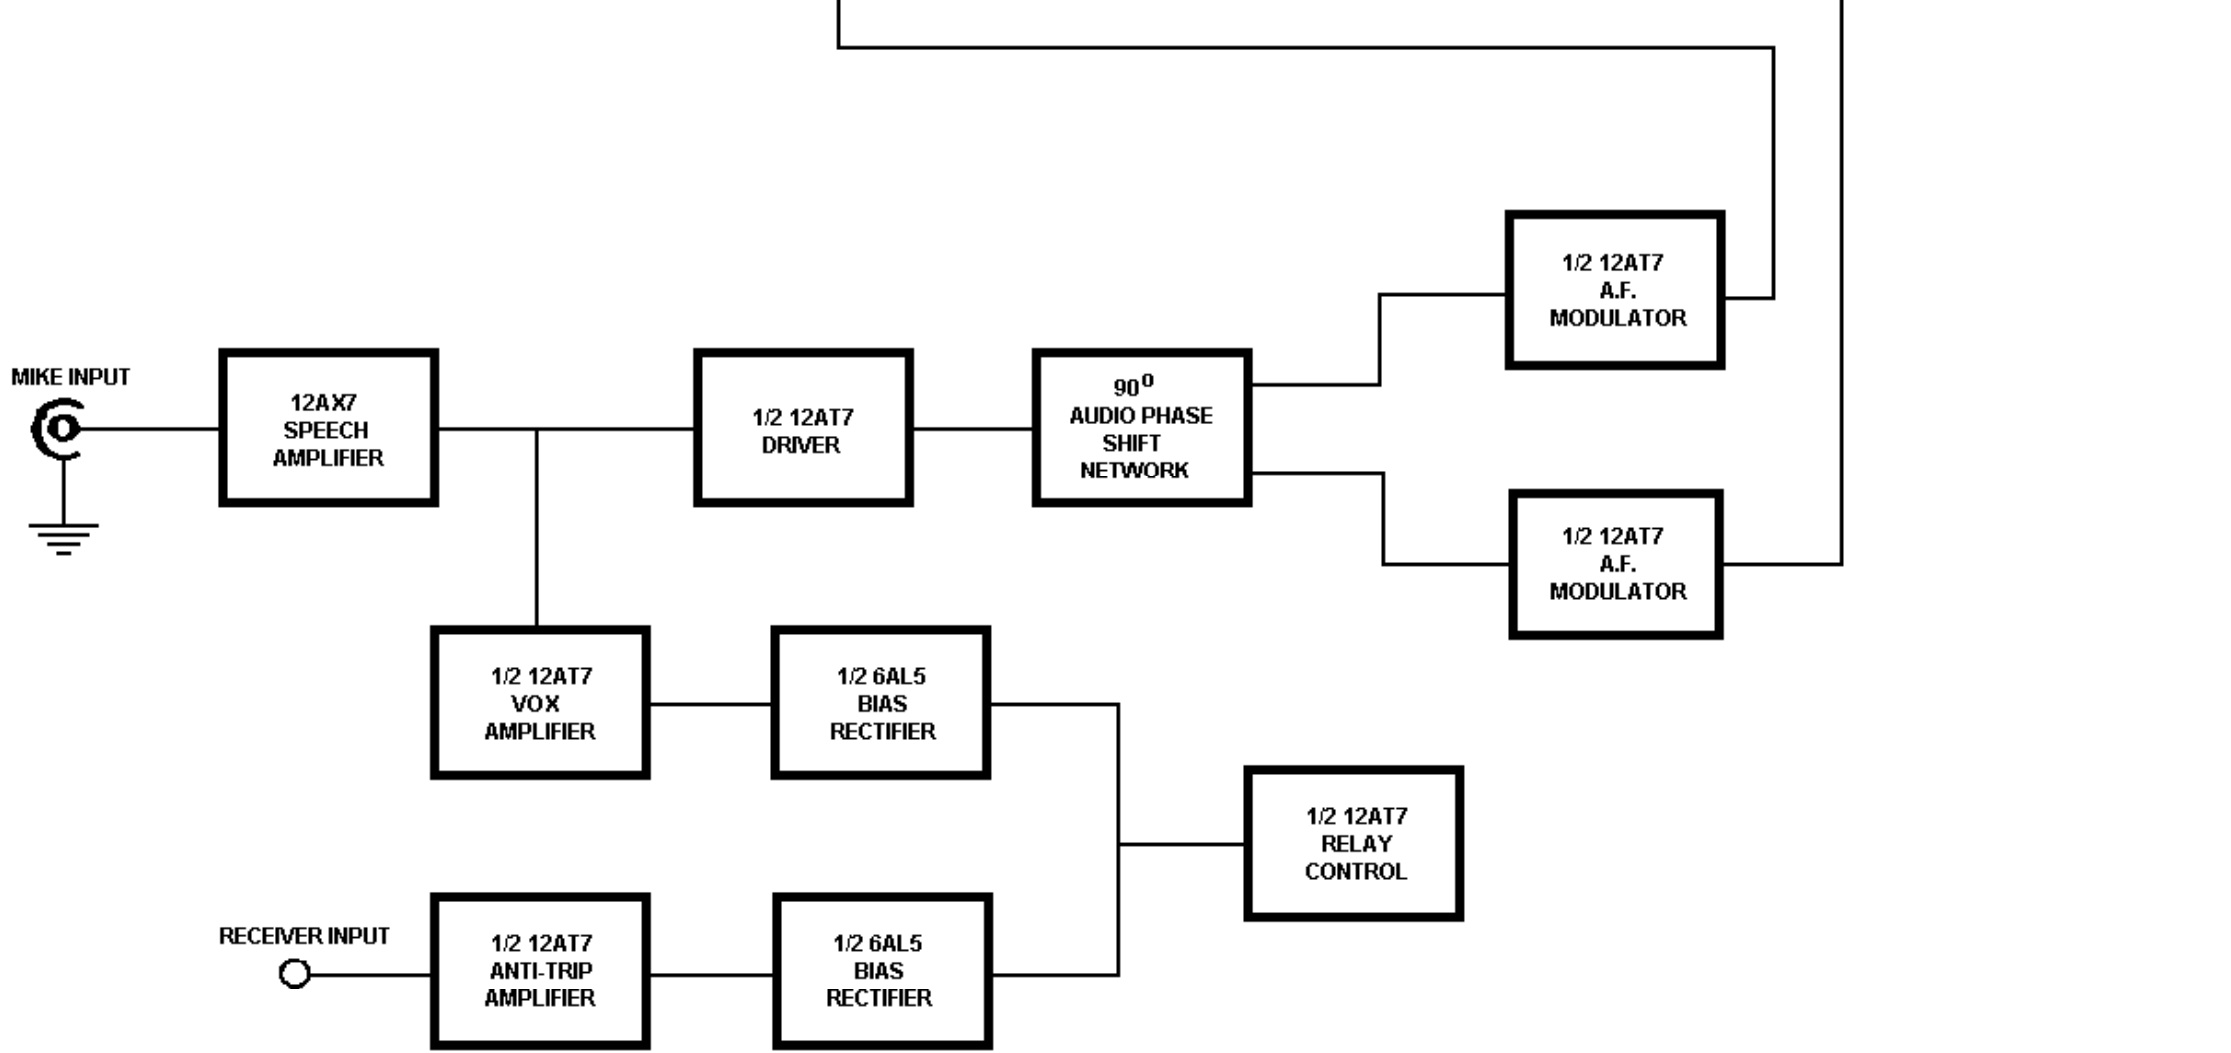 1/2 12AT7
A.F.
MODULATOR
MIKE INPUT
12AX7
SPEECH
AMPLIFIER
1/2 12AT7
DRIVER
90⁰
AUDIO PHASE
SHIFT
NETWORK
1/2 12AT7
A.F.
MODULATOR
1/2 12AT7
VOX
AMPLIFIER
1/2 6AL5
BIAS
RECTIFIER
1/2 12AT7
RELAY
CONTROL
RECEIVER INPUT
1/2 12AT7
ANTI-TRIP
AMPLIFIER
1/2 6AL5
BIAS
RECTIFIER